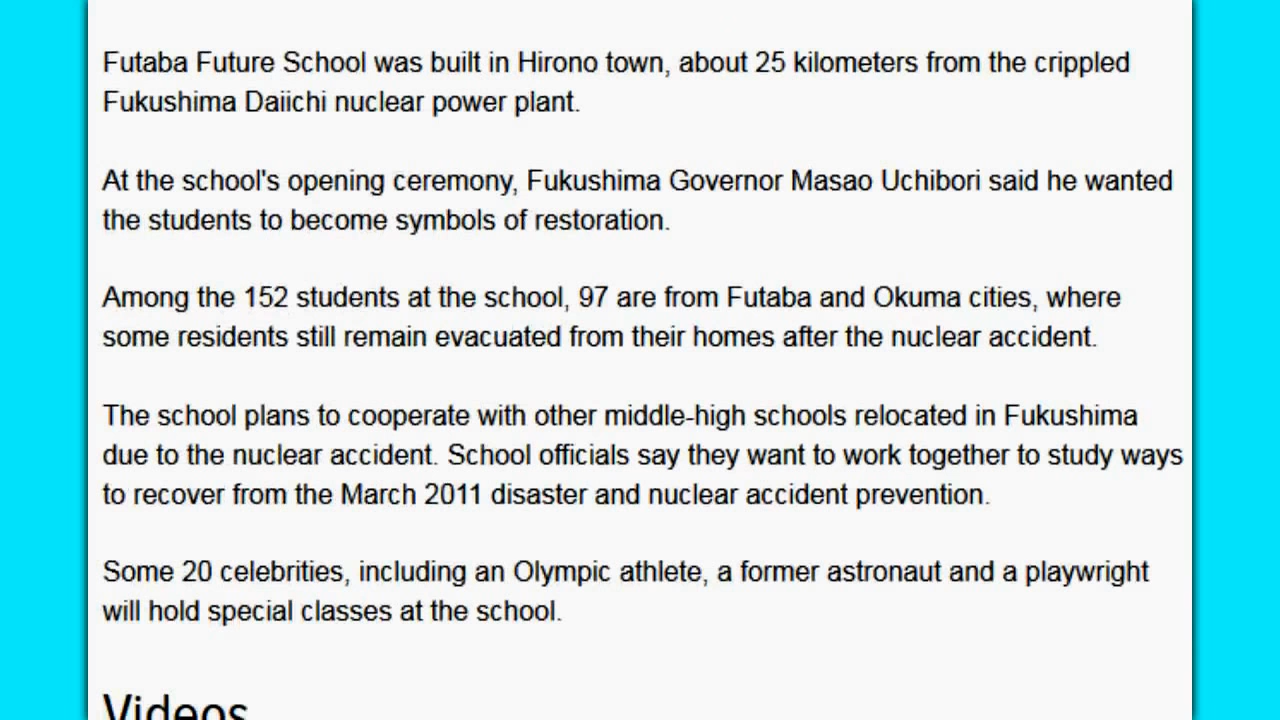 Futaba Future School was built in Hirono town, about 25 kilometers from the crippled
Fukushima Daiichi nuclear power plant.
At the school's opening ceremony, Fukushima Governor Masao Uchibori said he wanted
the students to become symbols of restoration.
Among the 152 students at the school, 97 are from Futaba and Okuma cities, where
some residents still remain evacuated from their homes after the nuclear accident.
The school plans to cooperate with other middle-high schools relocated in Fukushima
due to the nuclear accident. School officials say they want to work together to study ways
to recover from the March 2011 disaster and nuclear accident prevention.
Some 20 celebrities, including an Olympic athlete, a former astronaut and a playwright
will hold special classes at the school.
Videos